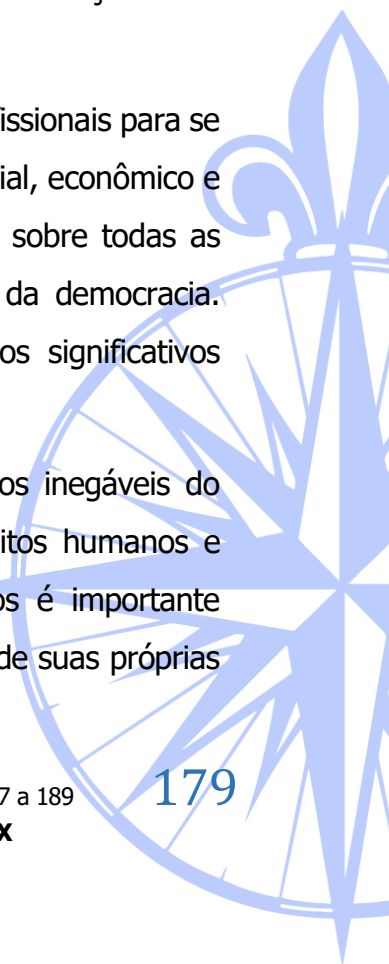 fissionais para se
ial, econômico e
sobre todas as
da democracia.
os significativos
os inegáveis do
itos humanos e
os é importante
de suas próprias
7 a 189
179
x